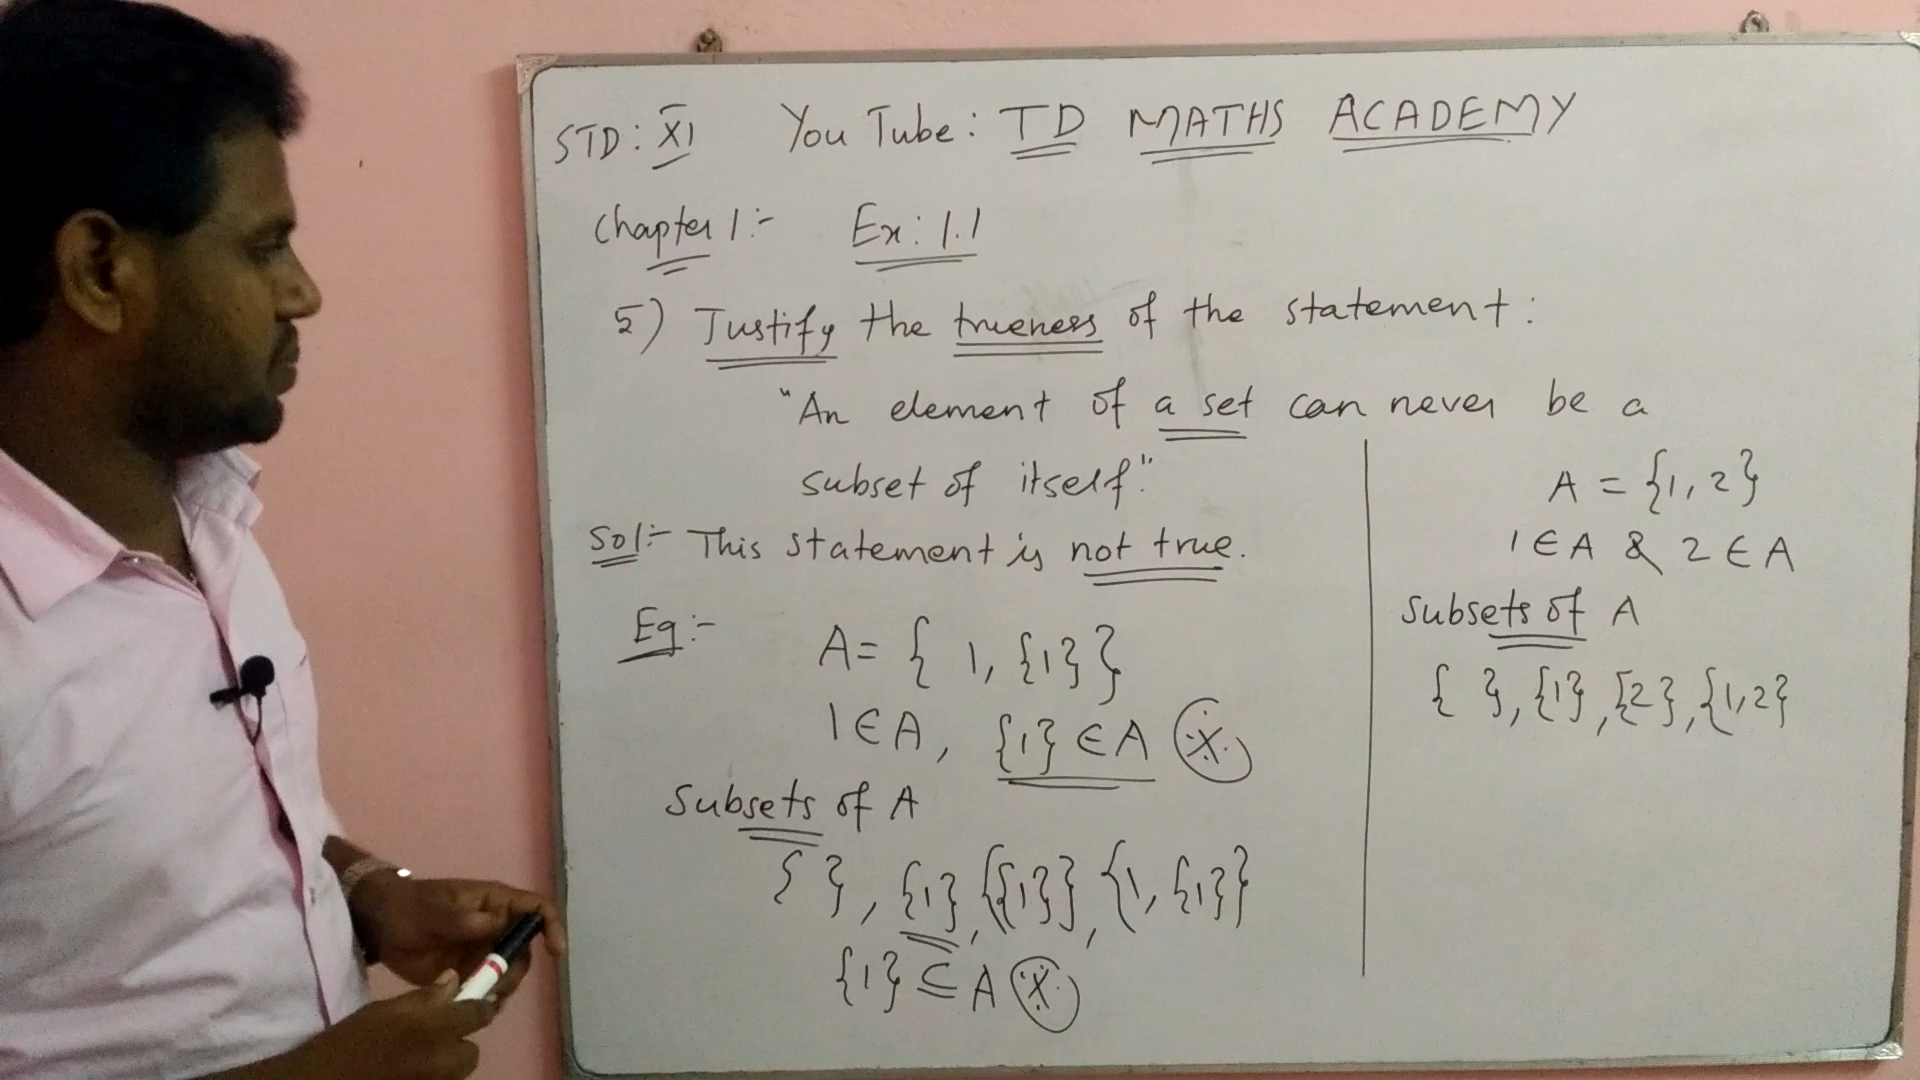 STD: XI You Tube: TD MATHS ACADEMY
Chapter 1:- Ex: 1.1
5) Justify the trueness of the statement:
"An element of a set can never be a
subset of itself."
Sol:- This statement is not true.
Eg:- A = { 1, {1} }
1 ∈ A, {1} ∈ A
Subsets of A
{ }, {1}, {{1}}, {1, {1}}
{1} ⊆ A
A = {1, 2}
1 ∈ A & 2 ∈ A
Subsets of A
{ }, {1}, {2}, {1,2}